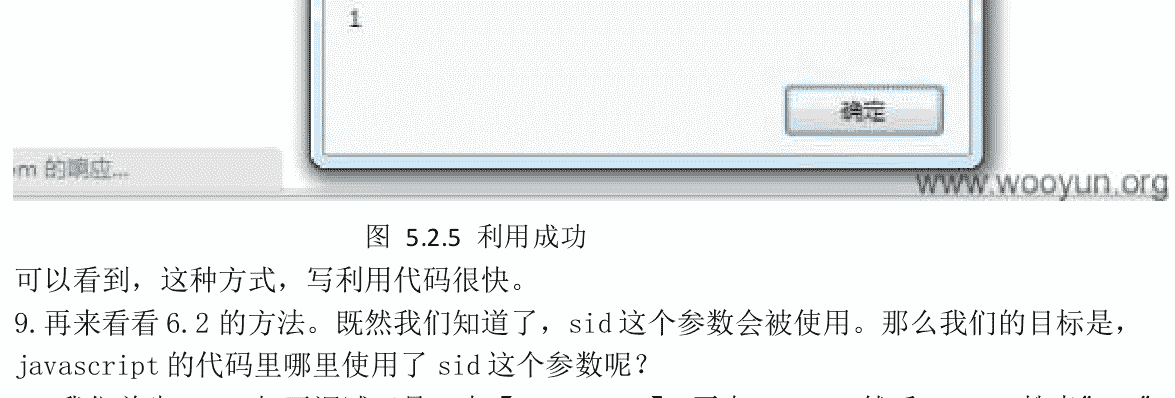 1
确定
om 的响应...
www.wooyun.org
图 5.2.5 利用成功
可以看到，这种方式，写利用代码很快。
9.再来看看 6.2 的方法。既然我们知道了，sid 这个参数会被使用。那么我们的目标是，
javascript 的代码里哪里使用了 sid 这个参数呢？